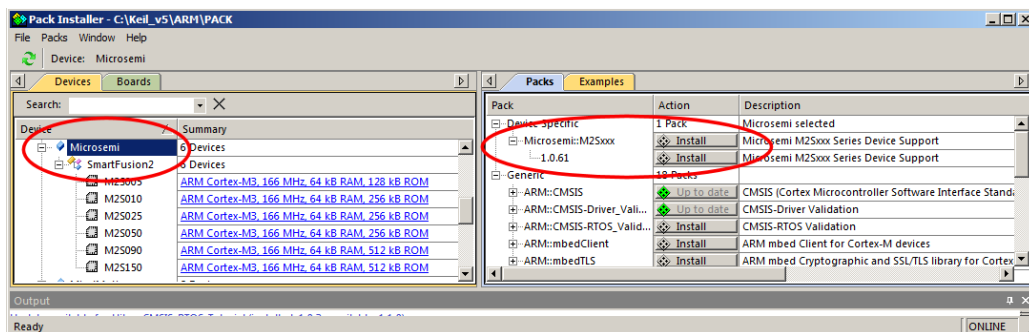 Pack Installer - C:\Keil_v5\ARM\PACK
File Packs Window Help
Device: Microsemi
Devices Boards
Search:
Device Summary
Microsemi 6 Devices
SmartFusion2 Devices
M2S005 ARM Cortex-M3, 166 MHz, 64 kB RAM, 128 kB ROM
M2S010 ARM Cortex-M3, 166 MHz, 64 kB RAM, 256 kB ROM
M2S025 ARM Cortex-M3, 166 MHz, 64 kB RAM, 256 kB ROM
M2S050 ARM Cortex-M3, 166 MHz, 64 kB RAM, 256 kB ROM
M2S090 ARM Cortex-M3, 166 MHz, 64 kB RAM, 512 kB ROM
M2S150 ARM Cortex-M3, 166 MHz, 64 kB RAM, 512 kB ROM
Packs Examples
Pack Action Description
Device Specific 1 Pack Microsemi selected
Microsemi::M2Sxxx Install Microsemi M2Sxxx Series Device Support
1.0.61 Install Microsemi M2Sxxx Series Device Support
Generic 18 Packs
ARM::CMSIS Up to date CMSIS (Cortex Microcontroller Software Interface Standa
ARM::CMSIS-Driver_Vali... Up to date CMSIS-Driver Validation
ARM::CMSIS-RTOS_Valid... Install CMSIS-RTOS Validation
ARM::mbedClient Install ARM mbed Client for Cortex-M devices
ARM::mbedTLS Install ARM mbed Cryptographic and SSL/TLS library for Cortex
Output
Ready ONLINE